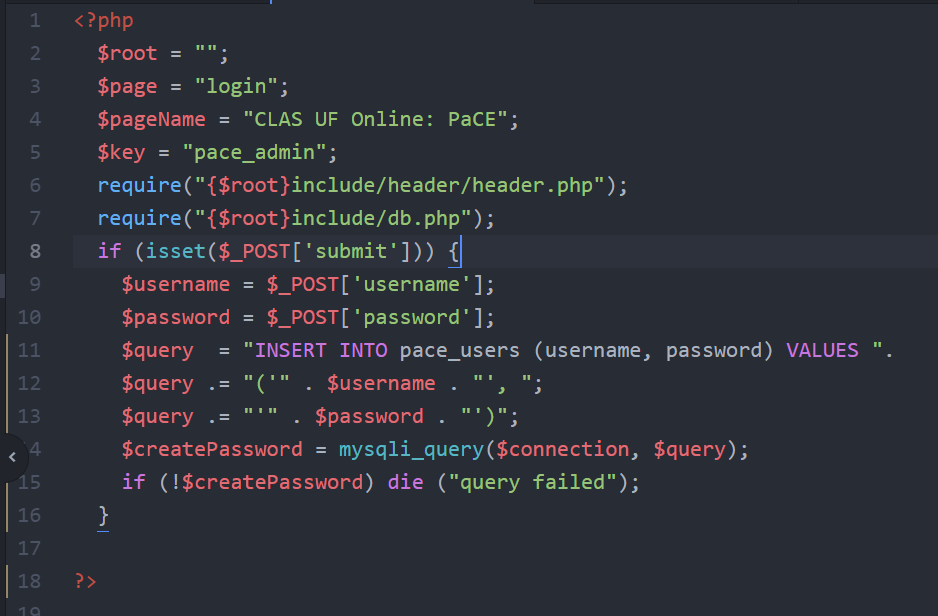 1 <?php
2 $root = "";
3 $page = "login";
4 $pageName = "CLAS UF Online: PaCE";
5 $key = "pace_admin";
6 require("{$root}include/header/header.php");
7 require("{$root}include/db.php");
8 if (isset($_POST['submit'])) {
9 $username = $_POST['username'];
10 $password = $_POST['password'];
11 $query  = "INSERT INTO pace_users (username, password) VALUES ".
12 $query .= "('" . $username . "', ";
13 $query .= "'" . $password . "')";
4 $createPassword = mysqli_query($connection, $query);
15 if (!$createPassword) die ("query failed");
16 }
17
18 ?>
19